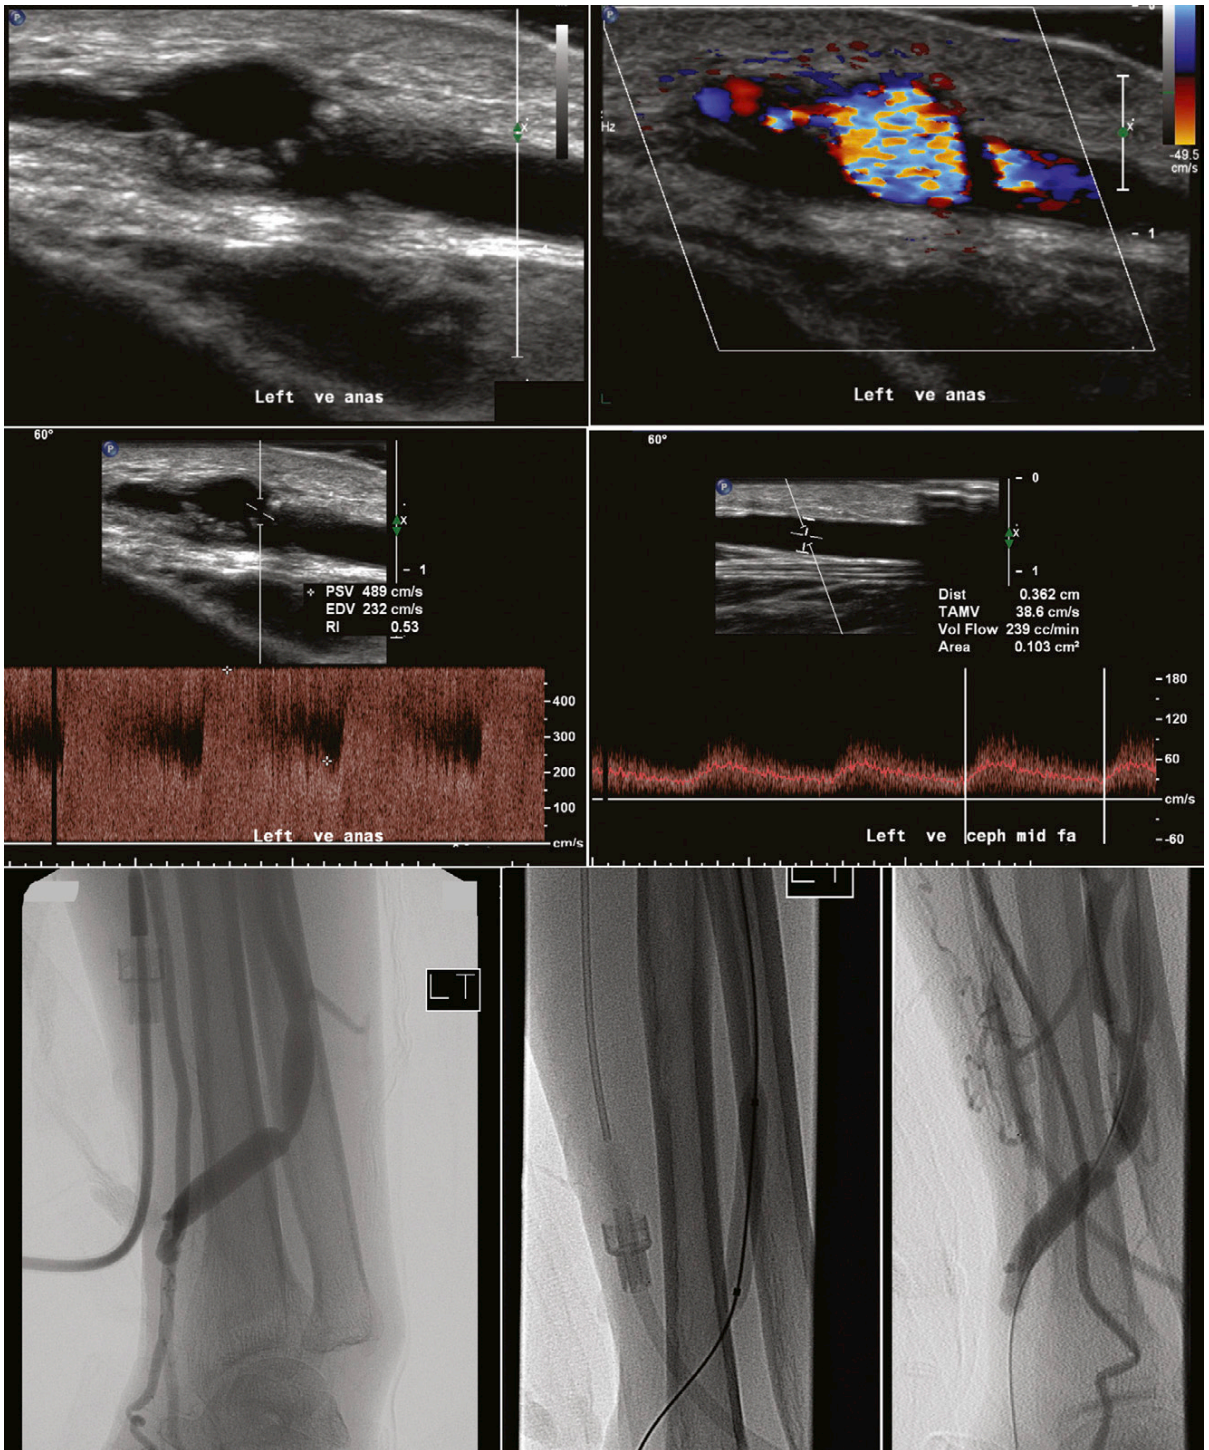 P
P
Hz
X
X
-49.5
cm/s
1
Left ve anas
Left ve anas
60°
P
X
1
PSV 489 cm/s
EDV 232 cm/s
RI 0.53
400
300
200
100
cm/s
Left ve anas
60°
P
0
X
1
Dist 0.362 cm
TAMV 38.6 cm/s
Vol Flow 239 cc/min
Area 0.103 cm²
180
120
60
cm/s
-60
Left ve ceph mid fa
LT
LT